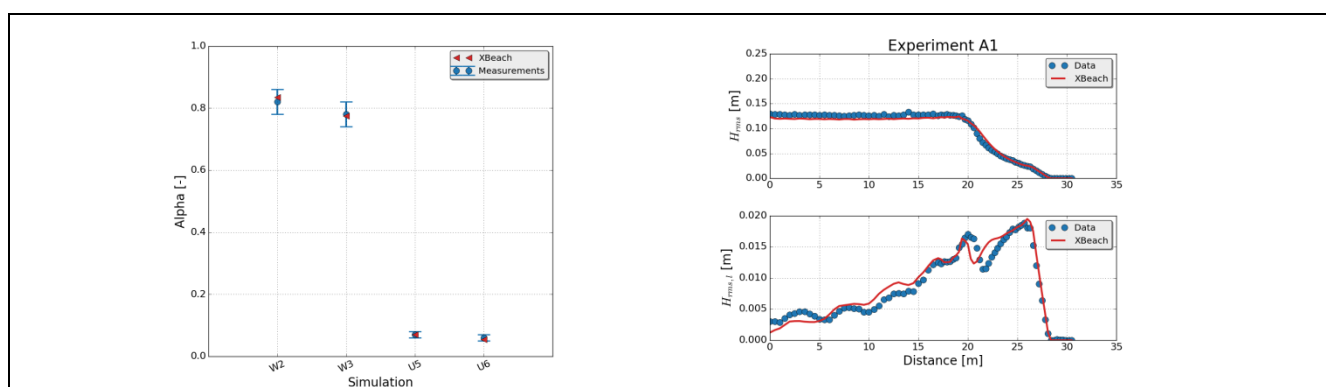 1.0
0.8
0.6
0.4
0.2
0.0
Alpha [-]
XBeach
Measurements
W2
W3
U5
U6
Simulation
Experiment A1
0.25
0.20
0.15
0.10
0.05
0.00
H_rms [m]
Data
XBeach
0
5
10
15
20
25
30
35
0.020
0.015
0.010
0.005
0.000
H_rms,l [m]
Data
XBeach
0
5
10
15
20
25
30
35
Distance [m]